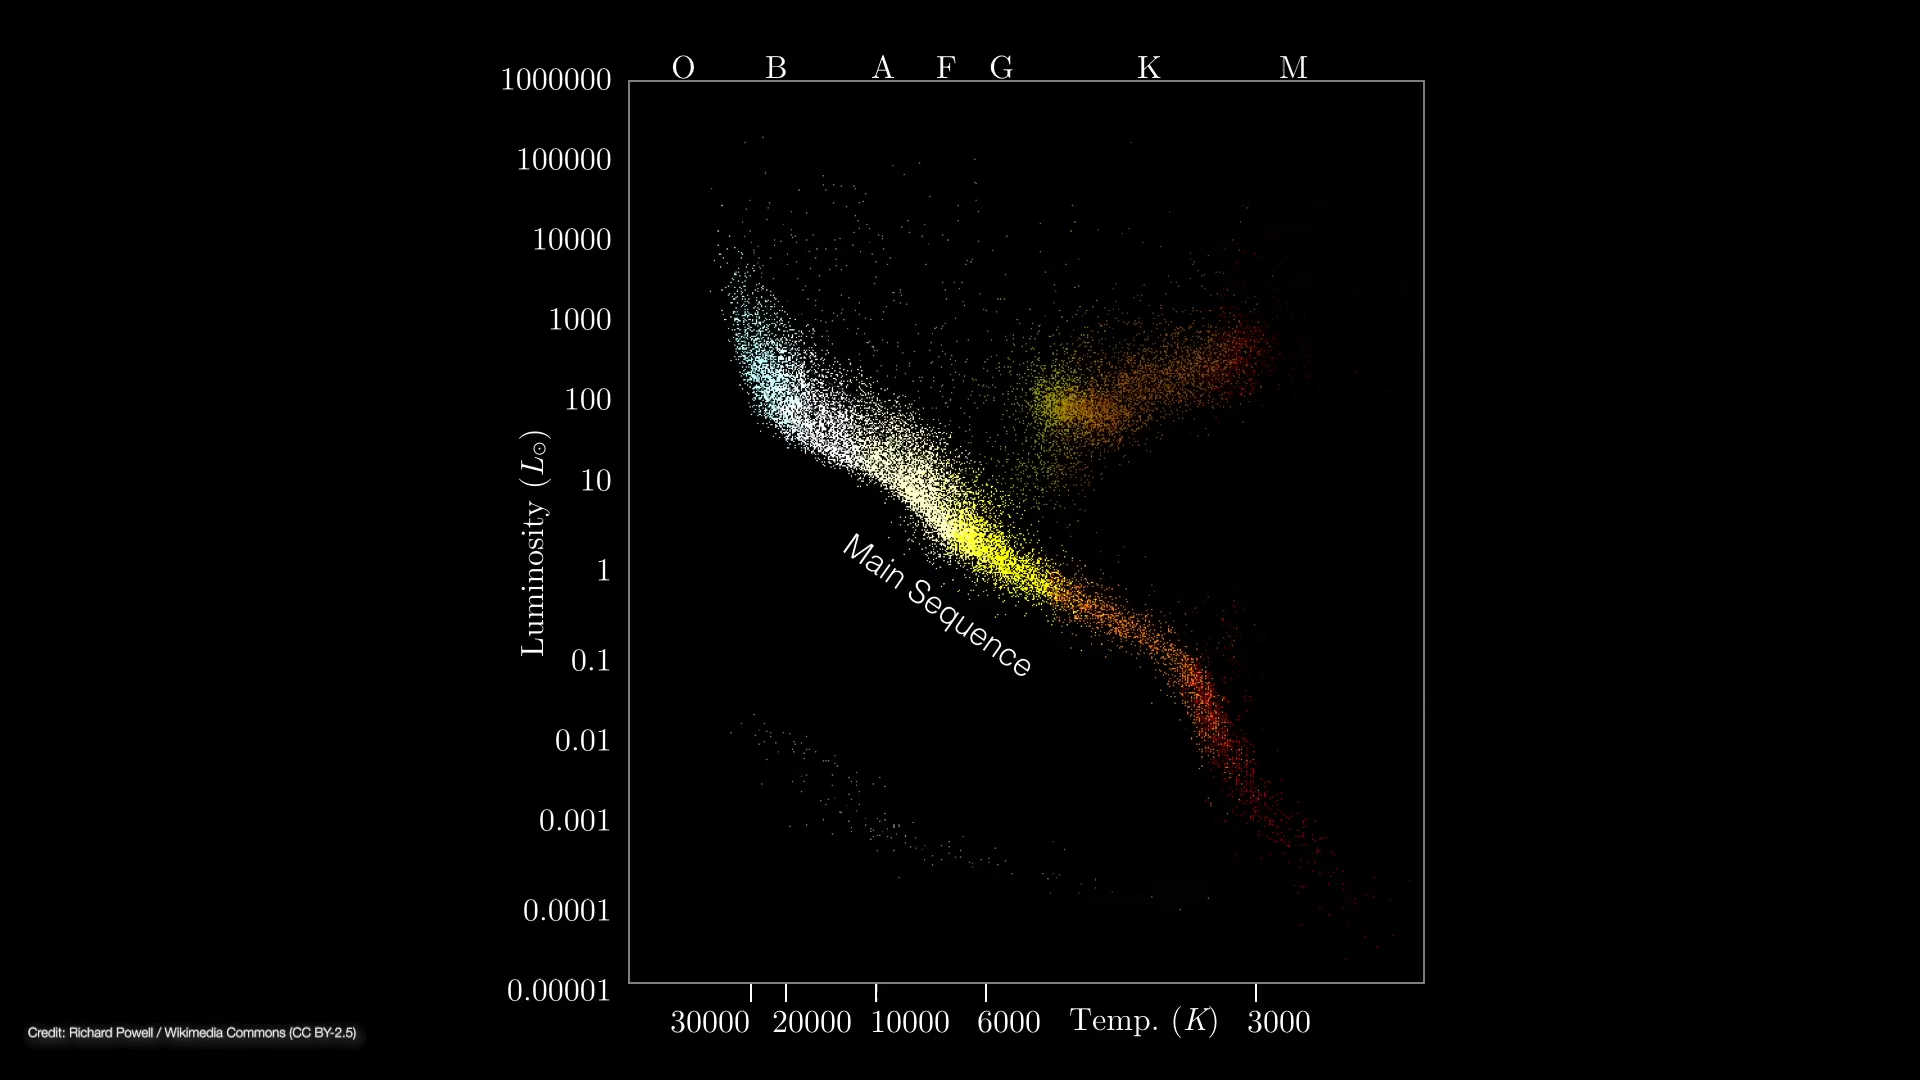 O B A F G K M
1000000
100000
10000
1000
100
10
1
0.1
0.01
0.001
0.0001
0.00001
Luminosity (L⊙)
Main Sequence
30000 20000 10000 6000 Temp. (K) 3000
Credit: Richard Powell / Wikimedia Commons (CC BY-2.5)